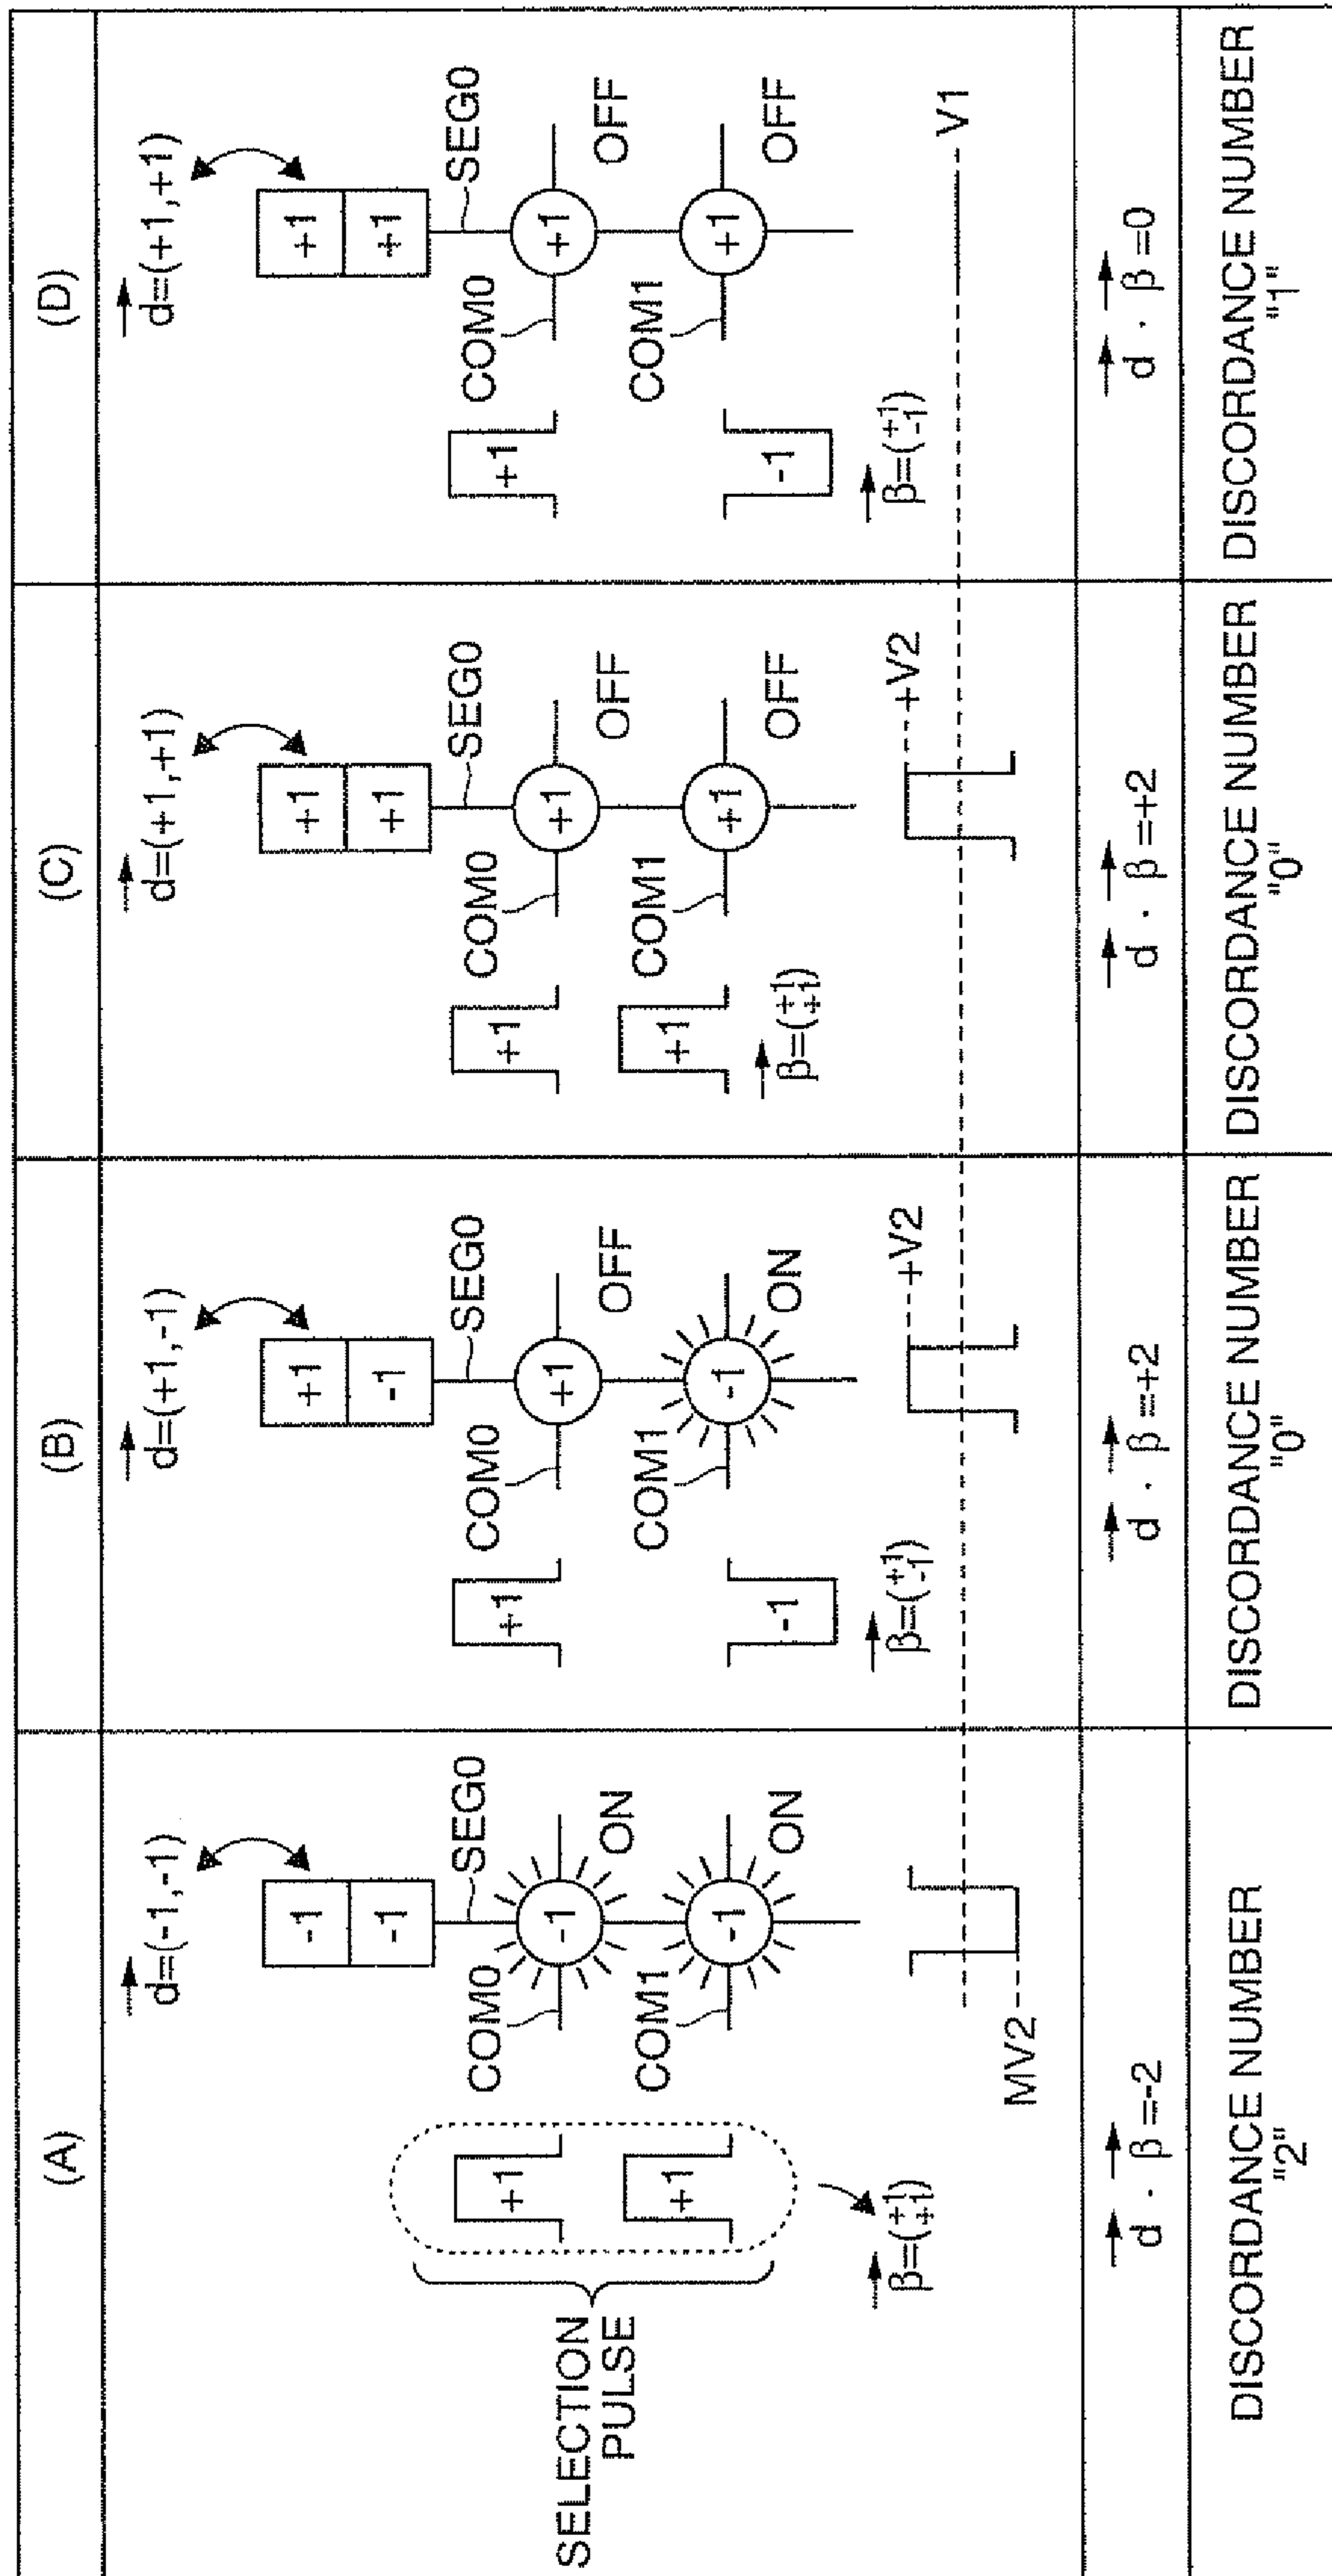 (A)
d=(-1,-1)
-1
-1
SEG0
COM0
-1
ON
COM1
-1
ON
SELECTION
PULSE
+1
+1
β=(+1
+1)
MV2
d · β =-2
DISCORDANCE NUMBER
"2"
(B)
d=(+1,-1)
+1
-1
SEG0
COM0
+1
OFF
COM1
-1
ON
+1
-1
β=(+1
-1)
+V2
d · β =+2
DISCORDANCE NUMBER
"0"
(C)
d=(+1,+1)
+1
+1
SEG0
COM0
+1
OFF
COM1
+1
OFF
+1
+1
β=(+1
+1)
+V2
d · β =+2
DISCORDANCE NUMBER
"0"
(D)
d=(+1,+1)
+1
+1
SEG0
COM0
+1
OFF
COM1
+1
OFF
+1
-1
β=(+1
-1)
V1
d · β =0
DISCORDANCE NUMBER
"1"